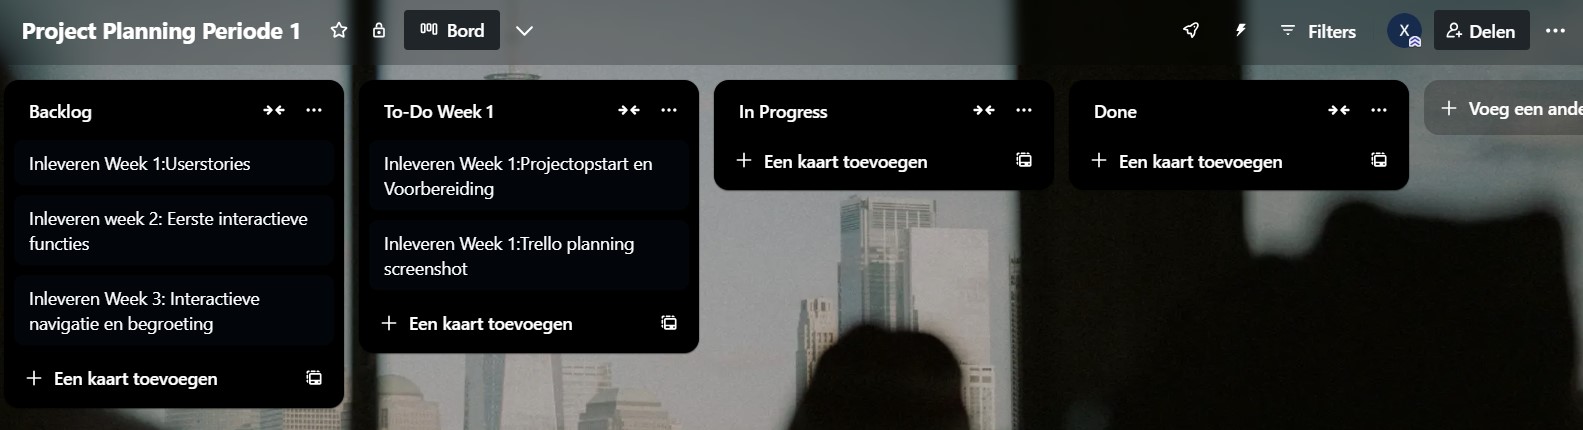 Project Planning Periode 1
Bord
Filters
X
Delen
Backlog
Inleveren Week 1:Userstories
Inleveren week 2: Eerste interactieve
functies
Inleveren Week 3: Interactieve
navigatie en begroeting
Een kaart toevoegen
To-Do Week 1
Inleveren Week 1:Projectopstart en
Voorbereiding
Inleveren Week 1:Trello planning
screenshot
Een kaart toevoegen
In Progress
Een kaart toevoegen
Done
Een kaart toevoegen
Voeg een ande